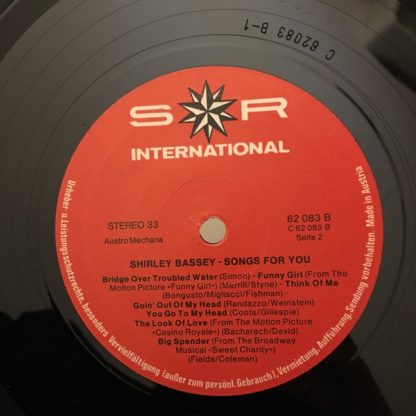 C 62083 B-1
S R
INTERNATIONAL
STEREO 33
Austro Mechana
62 083 B
C 62 083 B
Seite 2
SHIRLEY BASSEY - SONGS FOR YOU
Bridge Over Troubled Water (Simon) - Funny Girl (From The
Motion Picture »Funny Girl«) (Merrill/Styne) - Think Of Me
(Bongusto/Migliacci/Fishman) -
Goin' Out Of My Head (Randazzo/Weinstein)
You Go To My Head (Coots/Gillespie)
The Look Of Love (From The Motion Picture
»Casino Royale«) (Bacharach/David)
Big Spender (From The Broadway
Musical »Sweet Charity«)
(Fields/Coleman)
Urheber u. Leistungsschutzrechte, besonders Vervielfältigung (außer zum persönl. Gebrauch), Vermietung, Aufführung, Sendung vorbehalten. Made in Austria